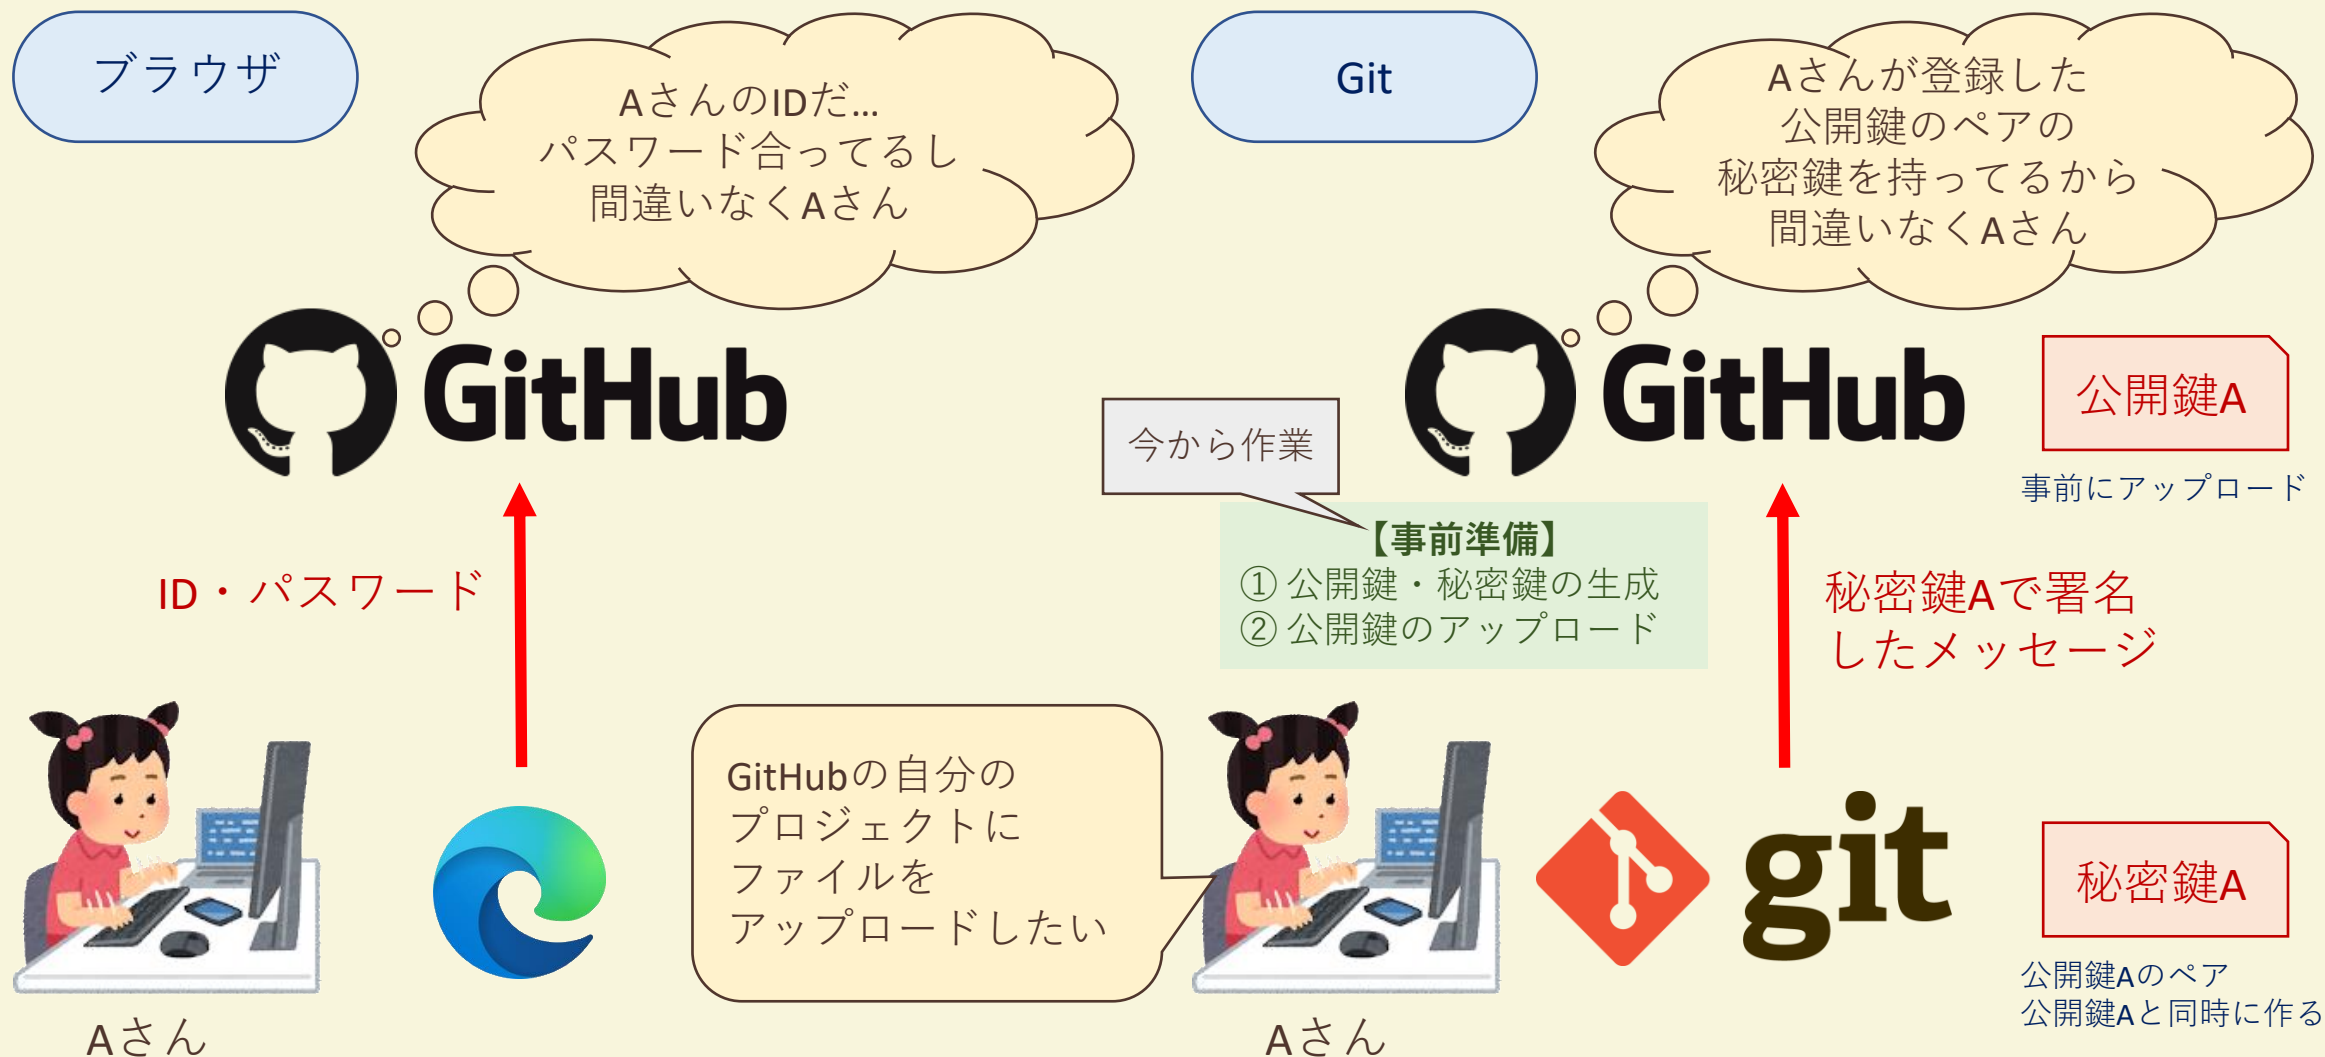 ブラウザ
AさんのIDだ…
パスワード合ってるし
間違いなくAさん
GitHub
ID・パスワード
Aさん
Git
Aさんが登録した
公開鍵のペアの
秘密鍵を持ってるから
間違いなくAさん
GitHub
公開鍵A
事前にアップロード
今から作業
【事前準備】
① 公開鍵・秘密鍵の生成
② 公開鍵のアップロード
秘密鍵Aで署名
したメッセージ
GitHubの自分の
プロジェクトに
ファイルを
アップロードしたい
Aさん
git
秘密鍵A
公開鍵Aのペア
公開鍵Aと同時に作る